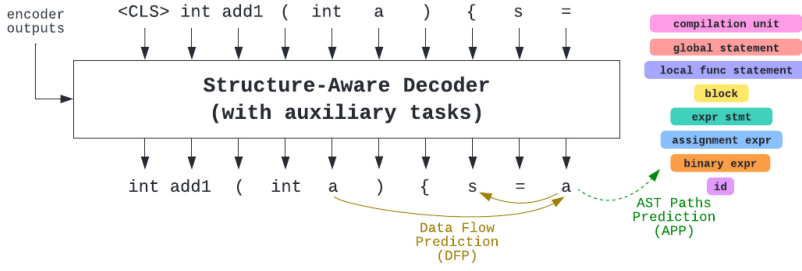 encoder
outputs
<CLS> int add1 ( int a ) { s =
Structure-Aware Decoder
(with auxiliary tasks)
int add1 ( int a ) { s = a
Data Flow
Prediction
(DFP)
AST Paths
Prediction
(APP)
compilation unit
global statement
local func statement
block
expr stmt
assignment expr
binary expr
id